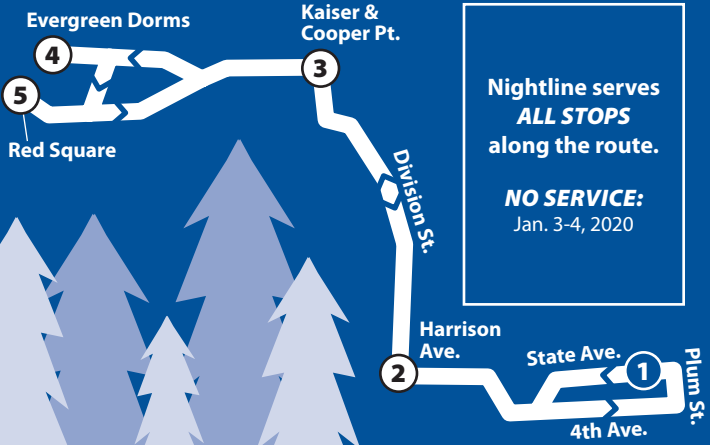 Evergreen Dorms
4
5
Red Square
Kaiser &
Cooper Pt.
3
Division St.
Harrison
Ave.
2
State Ave.
1
Plum St.
4th Ave.
Nightline serves
ALL STOPS
along the route.
NO SERVICE:
Jan. 3-4, 2020